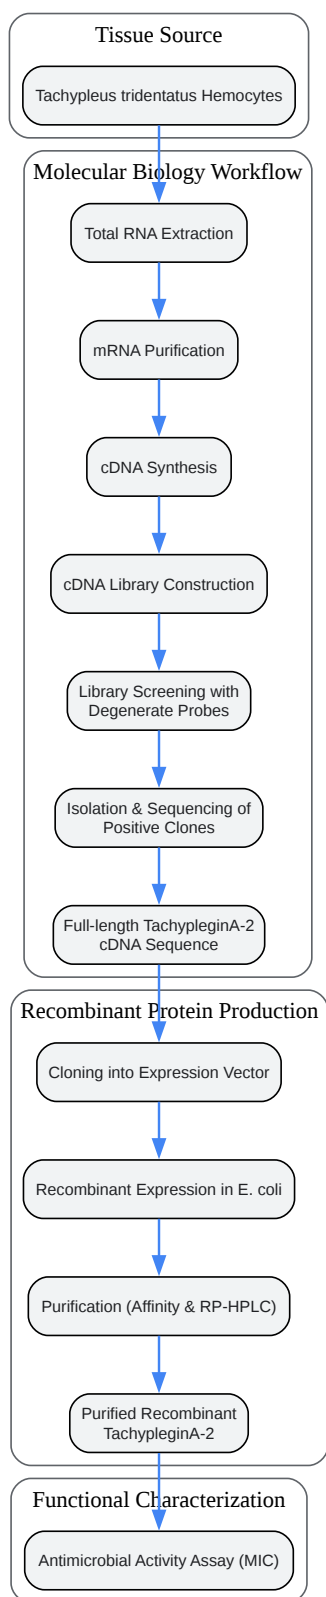 Tissue Source
Tachypleus tridentatus Hemocytes
Molecular Biology Workflow
Total RNA Extraction
mRNA Purification
cDNA Synthesis
cDNA Library Construction
Library Screening with
Degenerate Probes
Isolation & Sequencing of
Positive Clones
Full-length TachypleginA-2
cDNA Sequence
Recombinant Protein Production
Cloning into Expression Vector
Recombinant Expression in E. coli
Purification (Affinity & RP-HPLC)
Purified Recombinant
TachypleginA-2
Functional Characterization
Antimicrobial Activity Assay (MIC)